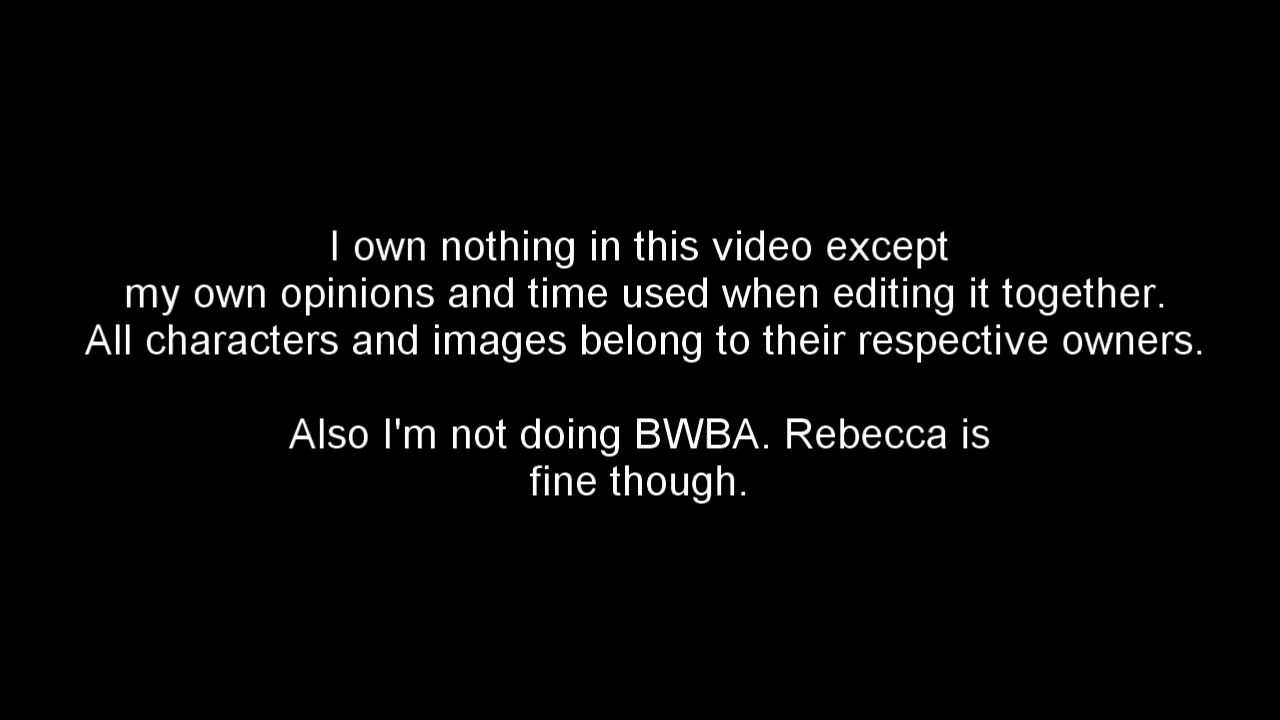 I own nothing in this video except
my own opinions and time used when editing it together.
All characters and images belong to their respective owners.
Also I'm not doing BWBA. Rebecca is
fine though.